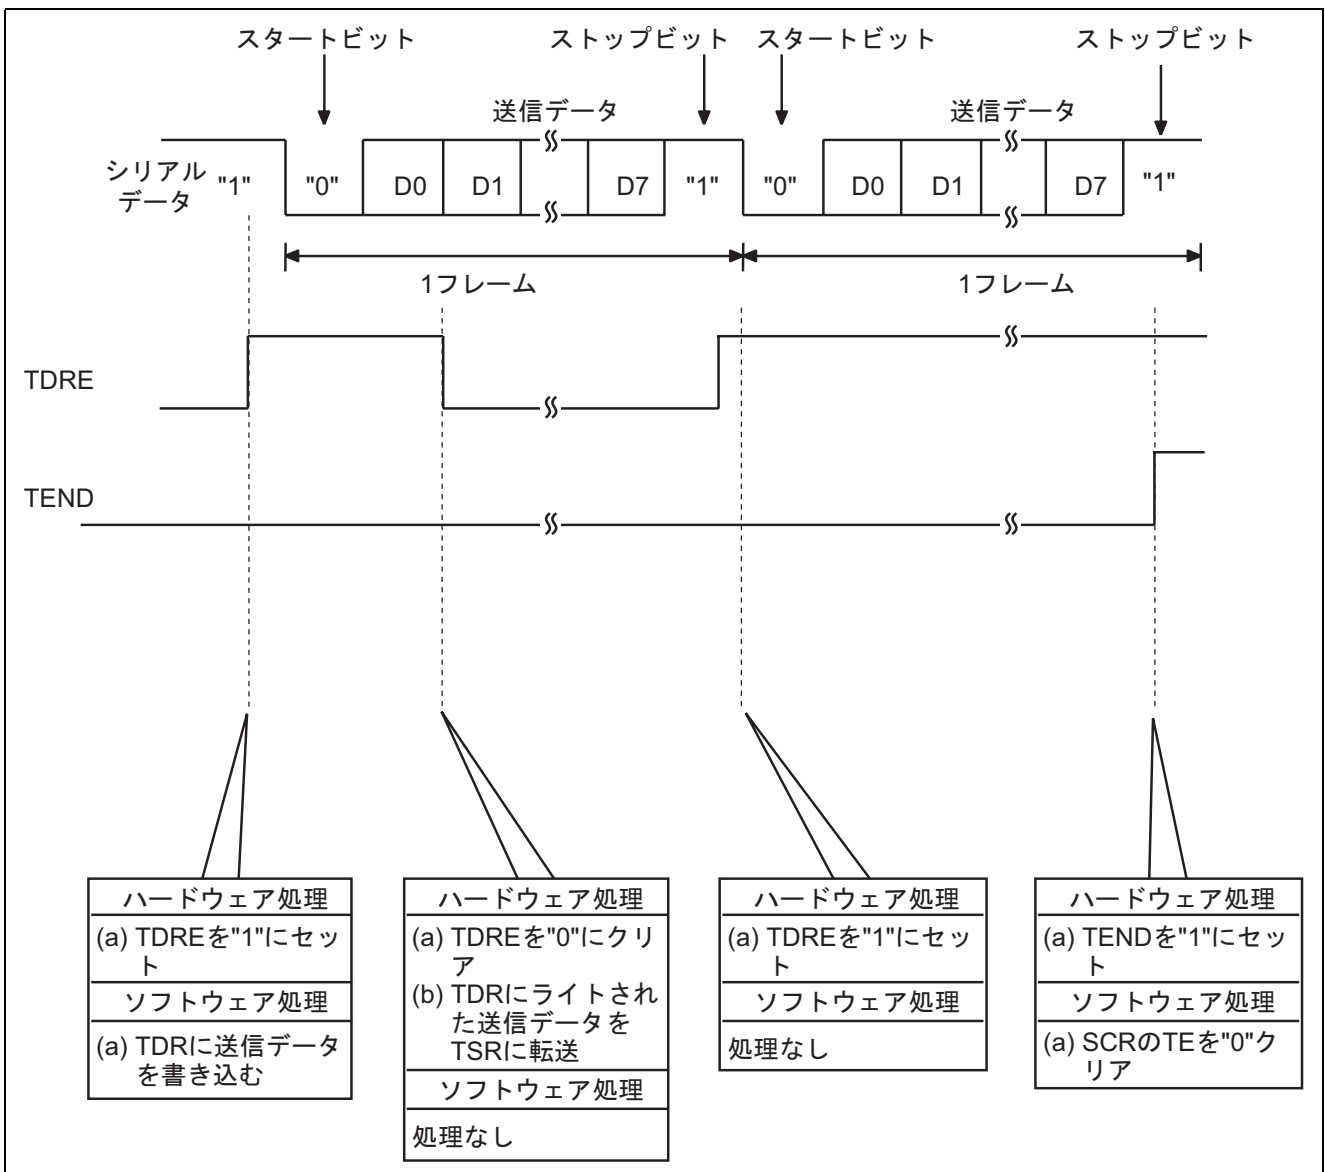 スタートビット
ストップビット
スタートビット
ストップビット
送信データ
送信データ
シリアル
データ
"1"
"0"
D0
D1
D7
"1"
"0"
D0
D1
D7
"1"
1フレーム
1フレーム
TDRE
TEND
ハードウェア処理
(a) TDREを"1"にセッ
ト
ソフトウェア処理
(a) TDRに送信データ
を書き込む
ハードウェア処理
(a) TDREを"0"にクリ
ア
(b) TDRにライトされ
た送信データを
TSRに転送
ソフトウェア処理
処理なし
ハードウェア処理
(a) TDREを"1"にセッ
ト
ソフトウェア処理
処理なし
ハードウェア処理
(a) TENDを"1"にセッ
ト
ソフトウェア処理
(a) SCRのTEを"0"ク
リア